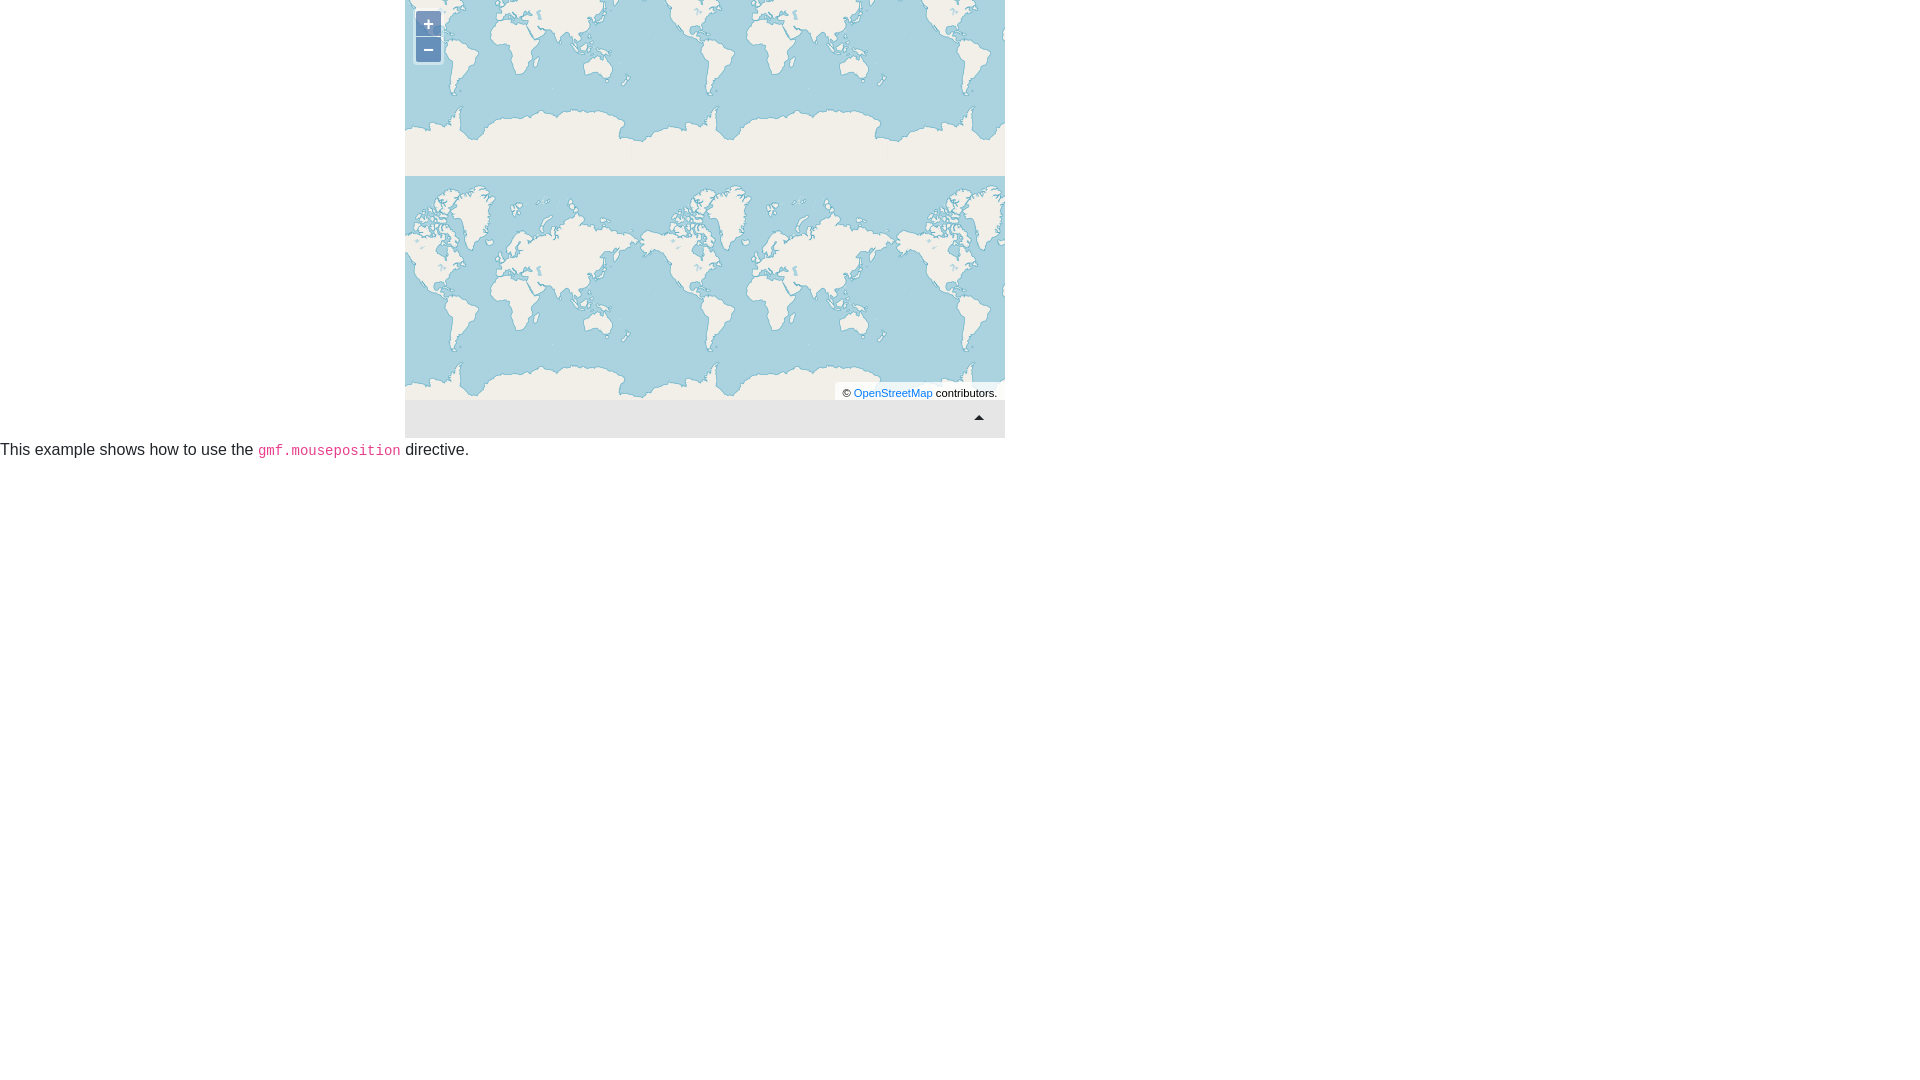 +
−
© OpenStreetMap contributors.
This example shows how to use the gmf.mouseposition directive.